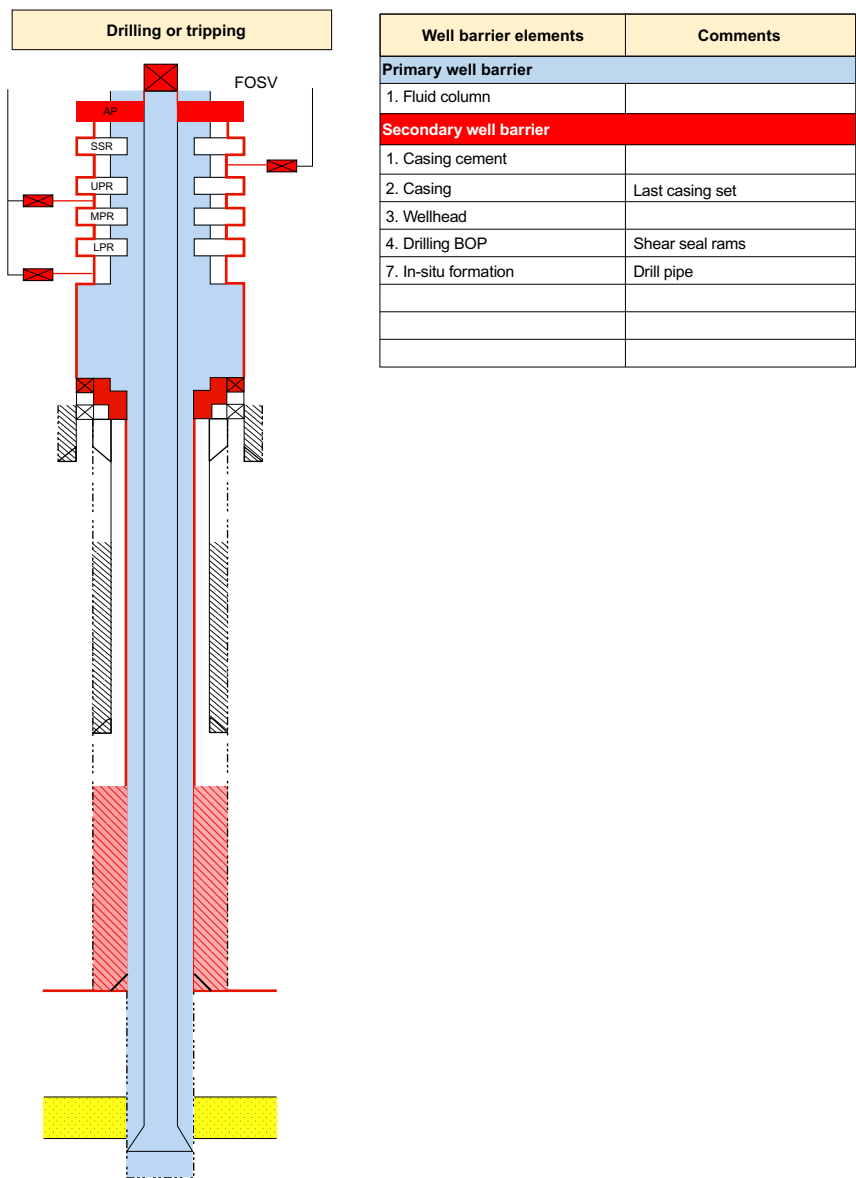 Drilling or tripping
FOSV
AP
SSR
UPR
MPR
LPR
Well barrier elements Comments
Primary well barrier
1. Fluid column
Secondary well barrier
1. Casing cement
2. Casing Last casing set
3. Wellhead
4. Drilling BOP Shear seal rams
7. In-situ formation Drill pipe